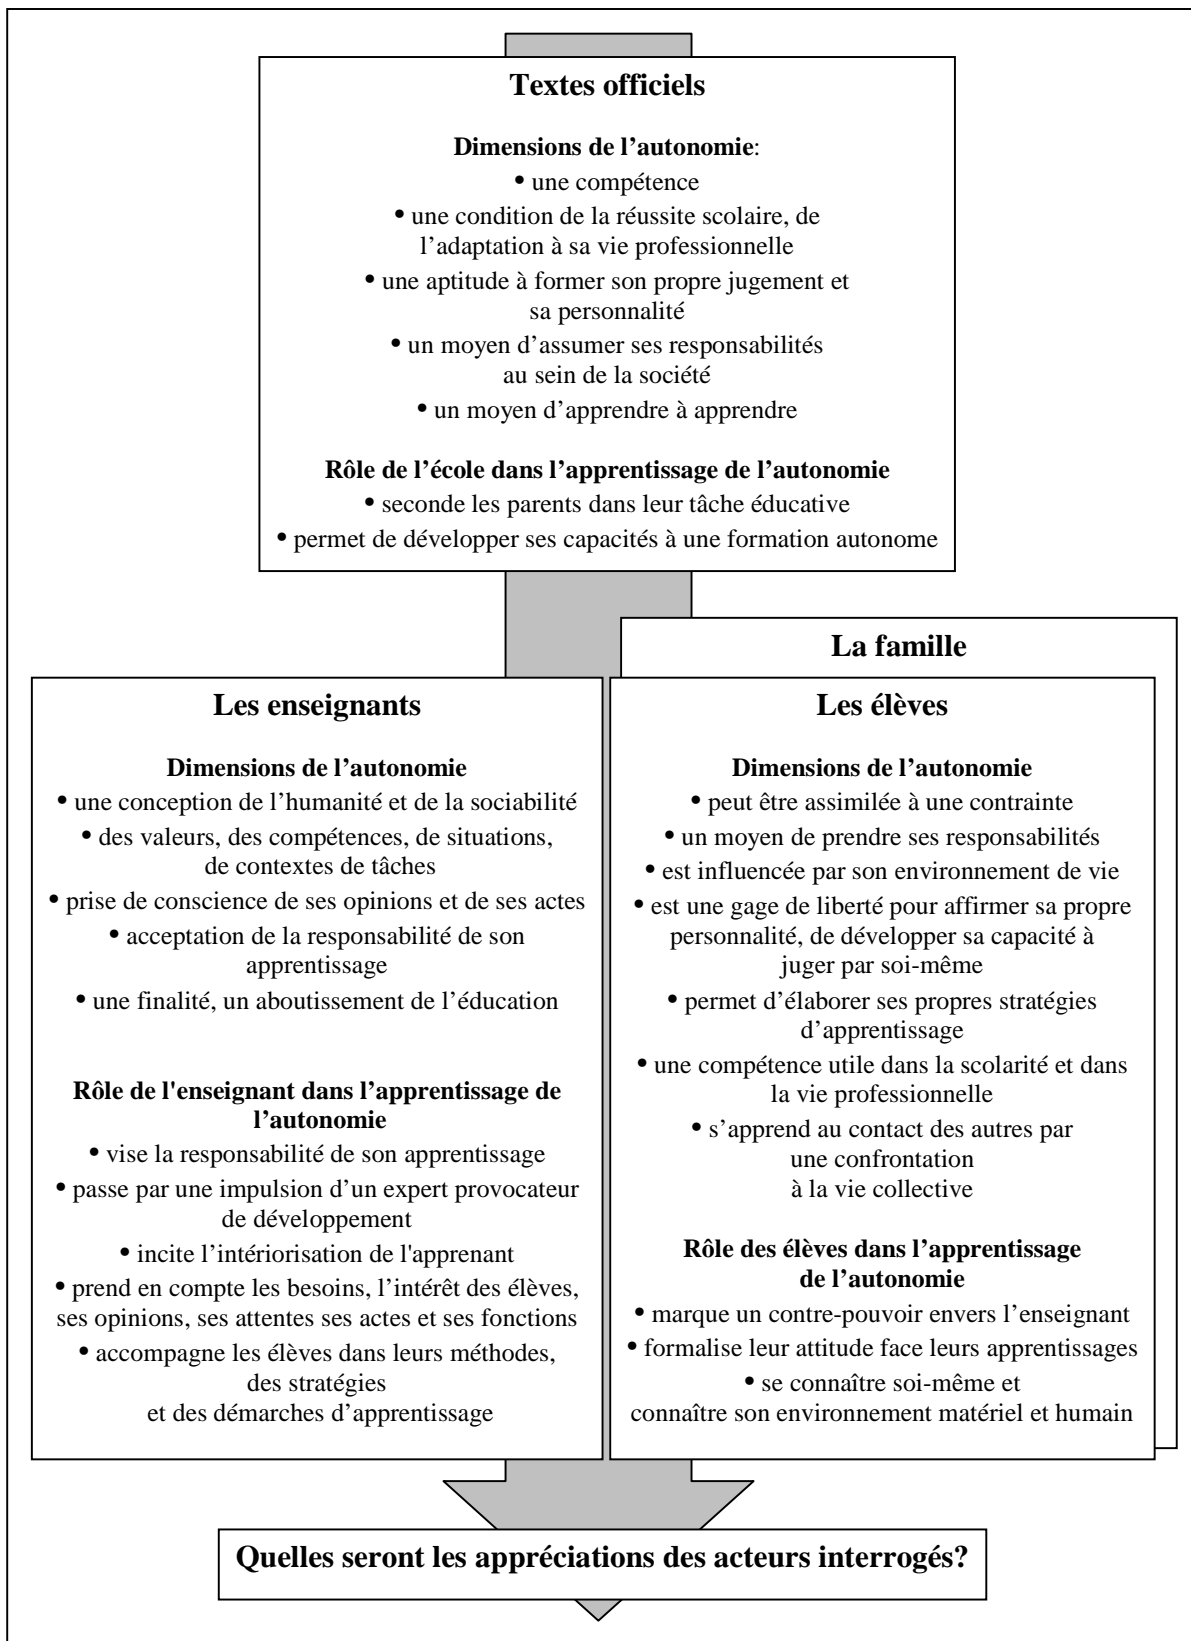 Textes officiels
Dimensions de l’autonomie:
• une compétence
• une condition de la réussite scolaire, de
l’adaptation à sa vie professionnelle
• une aptitude à former son propre jugement et
sa personnalité
• un moyen d’assumer ses responsabilités
au sein de la société
• un moyen d’apprendre à apprendre
Rôle de l’école dans l’apprentissage de l’autonomie
• seconde les parents dans leur tâche éducative
• permet de développer ses capacités à une formation autonome
La famille
Les enseignants
Dimensions de l’autonomie
• une conception de l’humanité et de la sociabilité
• des valeurs, des compétences, de situations,
de contextes de tâches
• prise de conscience de ses opinions et de ses actes
• acceptation de la responsabilité de son
apprentissage
• une finalité, un aboutissement de l’éducation
Rôle de l'enseignant dans l’apprentissage de
l’autonomie
• vise la responsabilité de son apprentissage
• passe par une impulsion d’un expert provocateur
de développement
• incite l’intériorisation de l'apprenant
• prend en compte les besoins, l’intérêt des élèves,
ses opinions, ses attentes ses actes et ses fonctions
• accompagne les élèves dans leurs méthodes,
des stratégies
et des démarches d’apprentissage
Les élèves
Dimensions de l’autonomie
• peut être assimilée à une contrainte
• un moyen de prendre ses responsabilités
• est influencée par son environnement de vie
• est une gage de liberté pour affirmer sa propre
personnalité, de développer sa capacité à
juger par soi-même
• permet d’élaborer ses propres stratégies
d’apprentissage
• une compétence utile dans la scolarité et dans
la vie professionnelle
• s’apprend au contact des autres par
une confrontation
à la vie collective
Rôle des élèves dans l’apprentissage
de l’autonomie
• marque un contre-pouvoir envers l’enseignant
• formalise leur attitude face leurs apprentissages
• se connaître soi-même et
connaître son environnement matériel et humain
Quelles seront les appréciations des acteurs interrogés?